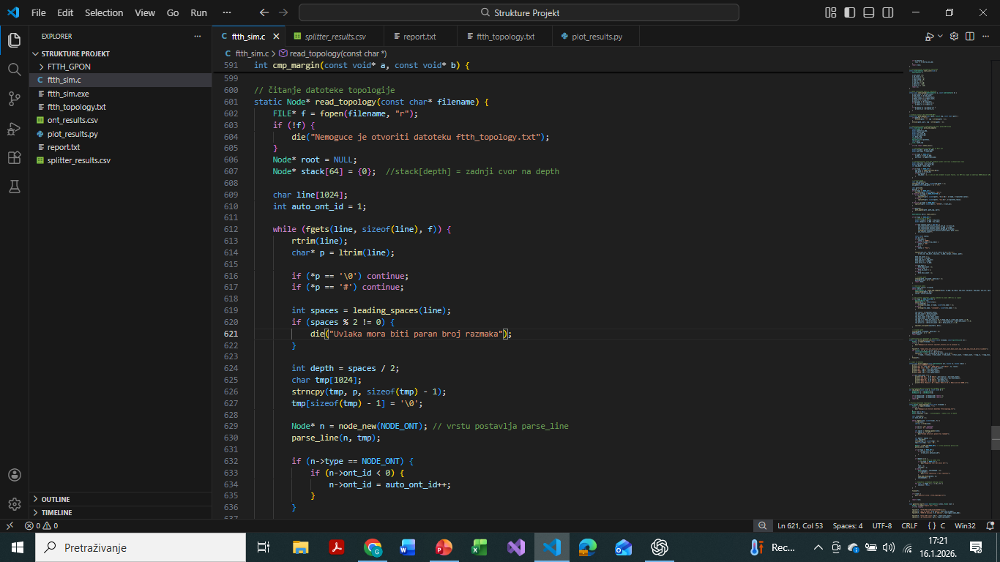 File Edit Selection View Go Run ···
Strukture Projekt
EXPLORER ···
ftth_sim.c
splitter_results.csv
report.txt
ftth_topology.txt
plot_results.py
STRUKTURE PROJEKT
FTTH_GPON
ftth_sim.c
ftth_sim.exe
ftth_topology.txt
ont_results.csv
plot_results.py
report.txt
splitter_results.csv
OUTLINE
TIMELINE
C ftth_sim.c > read_topology(const char *)
591 int cmp_margin(const void* a, const void* b) {
599
600 // čitanje datoteke topologije
601 static Node* read_topology(const char* filename) {
602     FILE* f = fopen(filename, "r");
603     if (!f) {
604         die("Nemoguce je otvoriti datoteku ftth_topology.txt");
605     }
606     Node* root = NULL;
607     Node* stack[64] = {0};  //stack[depth] = zadnji cvor na depth
608
609     char line[1024];
610     int auto_ont_id = 1;
611
612     while (fgets(line, sizeof(line), f)) {
613         rtrim(line);
614         char* p = ltrim(line);
615
616         if (*p == '\0') continue;
617         if (*p == '#') continue;
618
619         int spaces = leading_spaces(line);
620         if (spaces % 2 != 0) {
621             die("Uvlaka mora biti paran broj razmaka");
622         }
623
624         int depth = spaces / 2;
625         char tmp[1024];
626         strncpy(tmp, p, sizeof(tmp) - 1);
627         tmp[sizeof(tmp) - 1] = '\0';
628
629         Node* n = node_new(NODE_ONT); // vrstu postavlja parse_line
630         parse_line(n, tmp);
631
632         if (n->type == NODE_ONT) {
633             if (n->ont_id < 0) {
634                 n->ont_id = auto_ont_id++;
635             }
636         }
637
0 0
Ln 621, Col 53 Spaces: 4 UTF-8 CRLF { } C Win32
Pretraživanje
Rec...
17:21
16.1.2026.